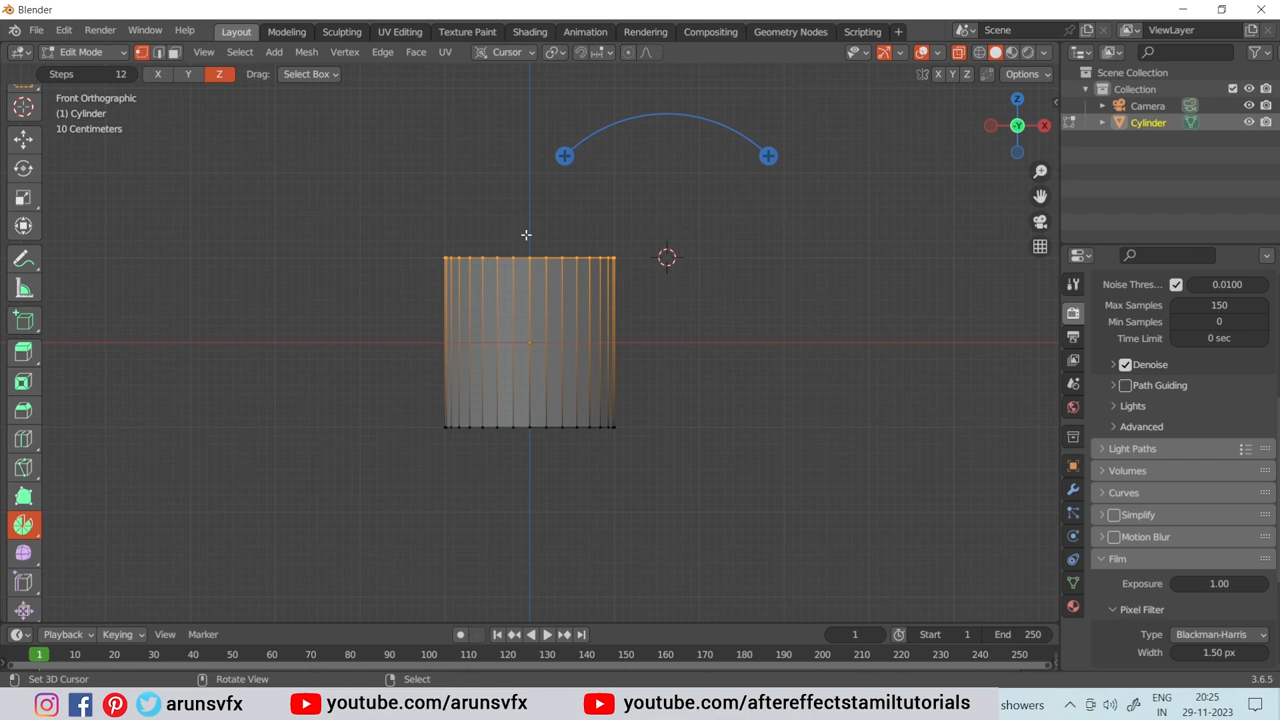 Blender
File Edit Render Window Help Layout Modeling Sculpting UV Editing Texture Paint Shading Animation Rendering Compositing Geometry Nodes Scripting + Scene ViewLayer
Edit Mode View Select Add Mesh Vertex Edge Face UV Cursor
Steps 12 X Y Z Drag: Select Box X Y Z Options
Scene Collection
Collection
Camera
Cylinder
Front Orthographic
(1) Cylinder
10 Centimeters
Z
-Y X
Noise Thres... 0.0100
Max Samples 150
Min Samples 0
Time Limit 0 sec
Denoise
Path Guiding
Lights
Advanced
Light Paths
Volumes
Curves
Simplify
Motion Blur
Film
Exposure 1.00
Pixel Filter
Type Blackman-Harris
Width 1.50 px
Playback Keying View Marker 1 Start 1 End 250
1 10 20 30 40 50 60 70 80 90 100 110 120 130 140 150 160 170 180 190 200 210 220 230 240 250
Set 3D Cursor Rotate View Select 3.6.5
arunsvfx youtube.com/arunsvfx youtube.com/aftereffectstamiltutorials showers ENG IN 20:25 29-11-2023